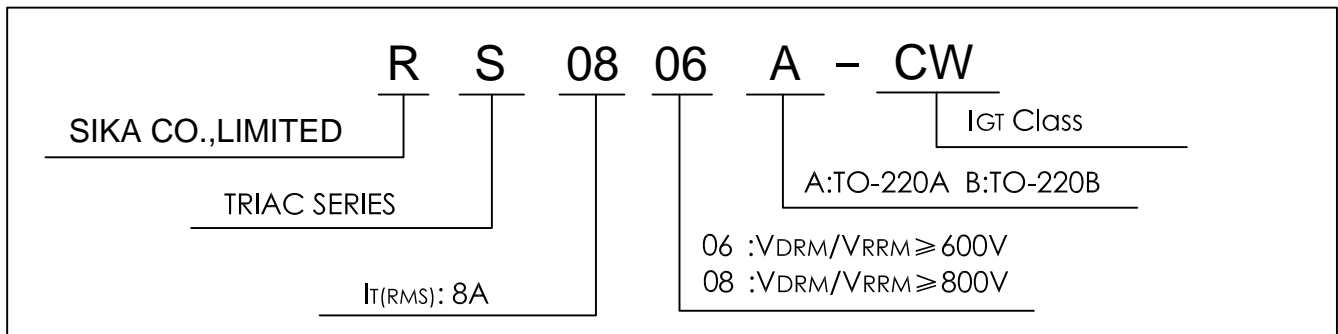 R S 08 06 A – CW
SIKA CO.,LIMITED
IGT Class
A:TO-220A B:TO-220B
TRIAC SERIES
06 :VDRM/VRRM⩾600V
08 :VDRM/VRRM⩾800V
IT(RMS): 8A